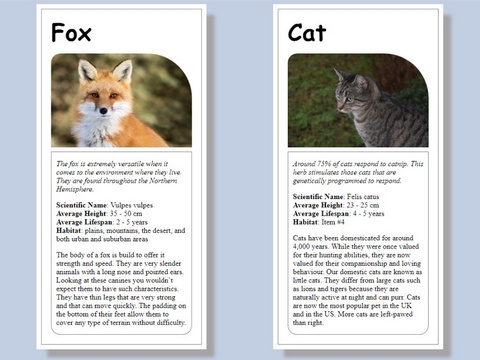 Fox
The fox is extremely versatile when it
comes to the environment where they live.
They are found throughout the Northern
Hemisphere.
Scientific Name: Vulpes vulpes
Average Height: 35 - 50 cm
Average Lifespan: 2 - 5 years
Habitat: plains, mountains, the desert, and
both urban and suburban areas
The body of a fox is build to offer it
strength and speed. They are very slender
animals with a long nose and pointed ears.
Looking at these canines you wouldn't
expect them to have such characteristics.
They have thin legs that are very strong
and that can move quickly. The padding on
the bottom of their feet allow them to
cover any type of terrain without difficulty.
Cat
Around 75% of cats respond to catnip. This
herb stimulates those cats that are
genetically programmed to respond.
Scientific Name: Felis catus
Average Height: 23 - 25 cm
Average Lifespan: 4 - 5 years
Habitat: Item #4
Cats have been domesticated for around
4,000 years. While they were once valued
for their hunting abilities, they are now
valued for their companionship and loving
behaviour. Our domestic cats are known as
little cats. They differ from large cats such
as lions and tigers because they are
naturally active at night and can purr. Cats
are now the most popular pet in the UK
and in the US. More cats are left-pawed
than right.